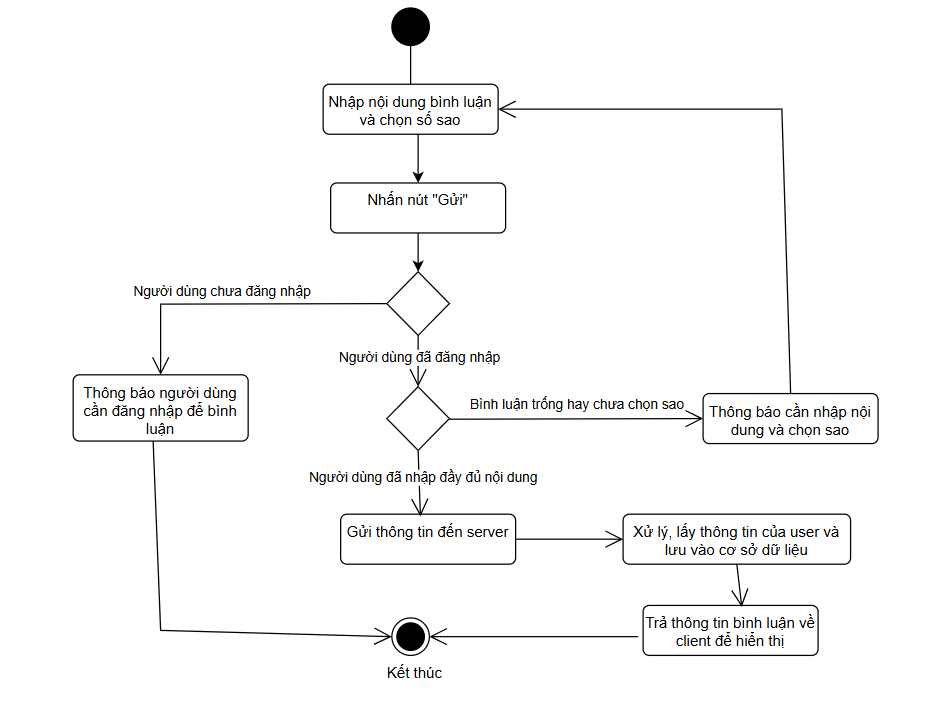 Nhập nội dung bình luận
và chọn số sao
Nhấn nút "Gửi"
Người dùng chưa đăng nhập
Người dùng đã đăng nhập
Thông báo người dùng
cần đăng nhập để bình
luận
Bình luận trống hay chưa chọn sao
Thông báo cần nhập nội
dung và chọn sao
Người dùng đã nhập đầy đủ nội dung
Gửi thông tin đến server
Xử lý, lấy thông tin của user và
lưu vào cơ sở dữ liệu
Trả thông tin bình luận về
client để hiển thị
Kết thúc